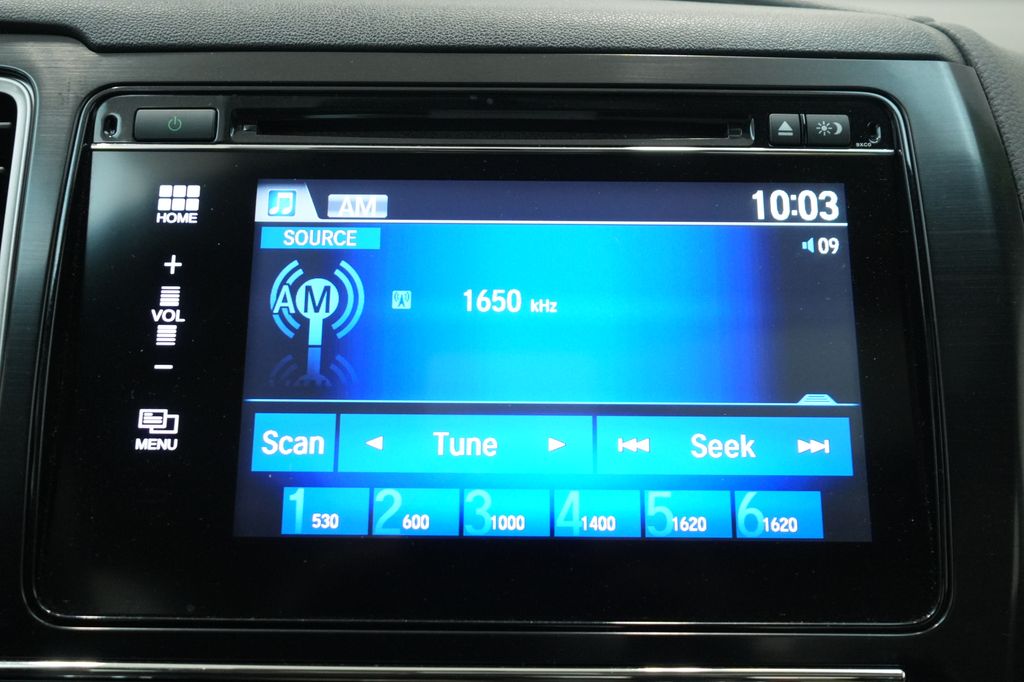 HOME
+
VOL
-
MENU
AM 10:03
SOURCE 09
AM
1650 kHz
Scan Tune Seek
1 530 2 600 3 1000 4 1400 5 1620 6 1620